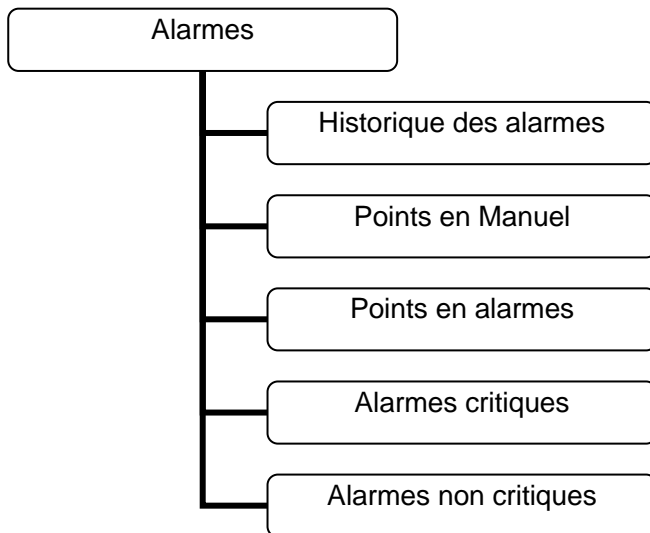 Alarmes
Historique des alarmes
Points en Manuel
Points en alarmes
Alarmes critiques
Alarmes non critiques